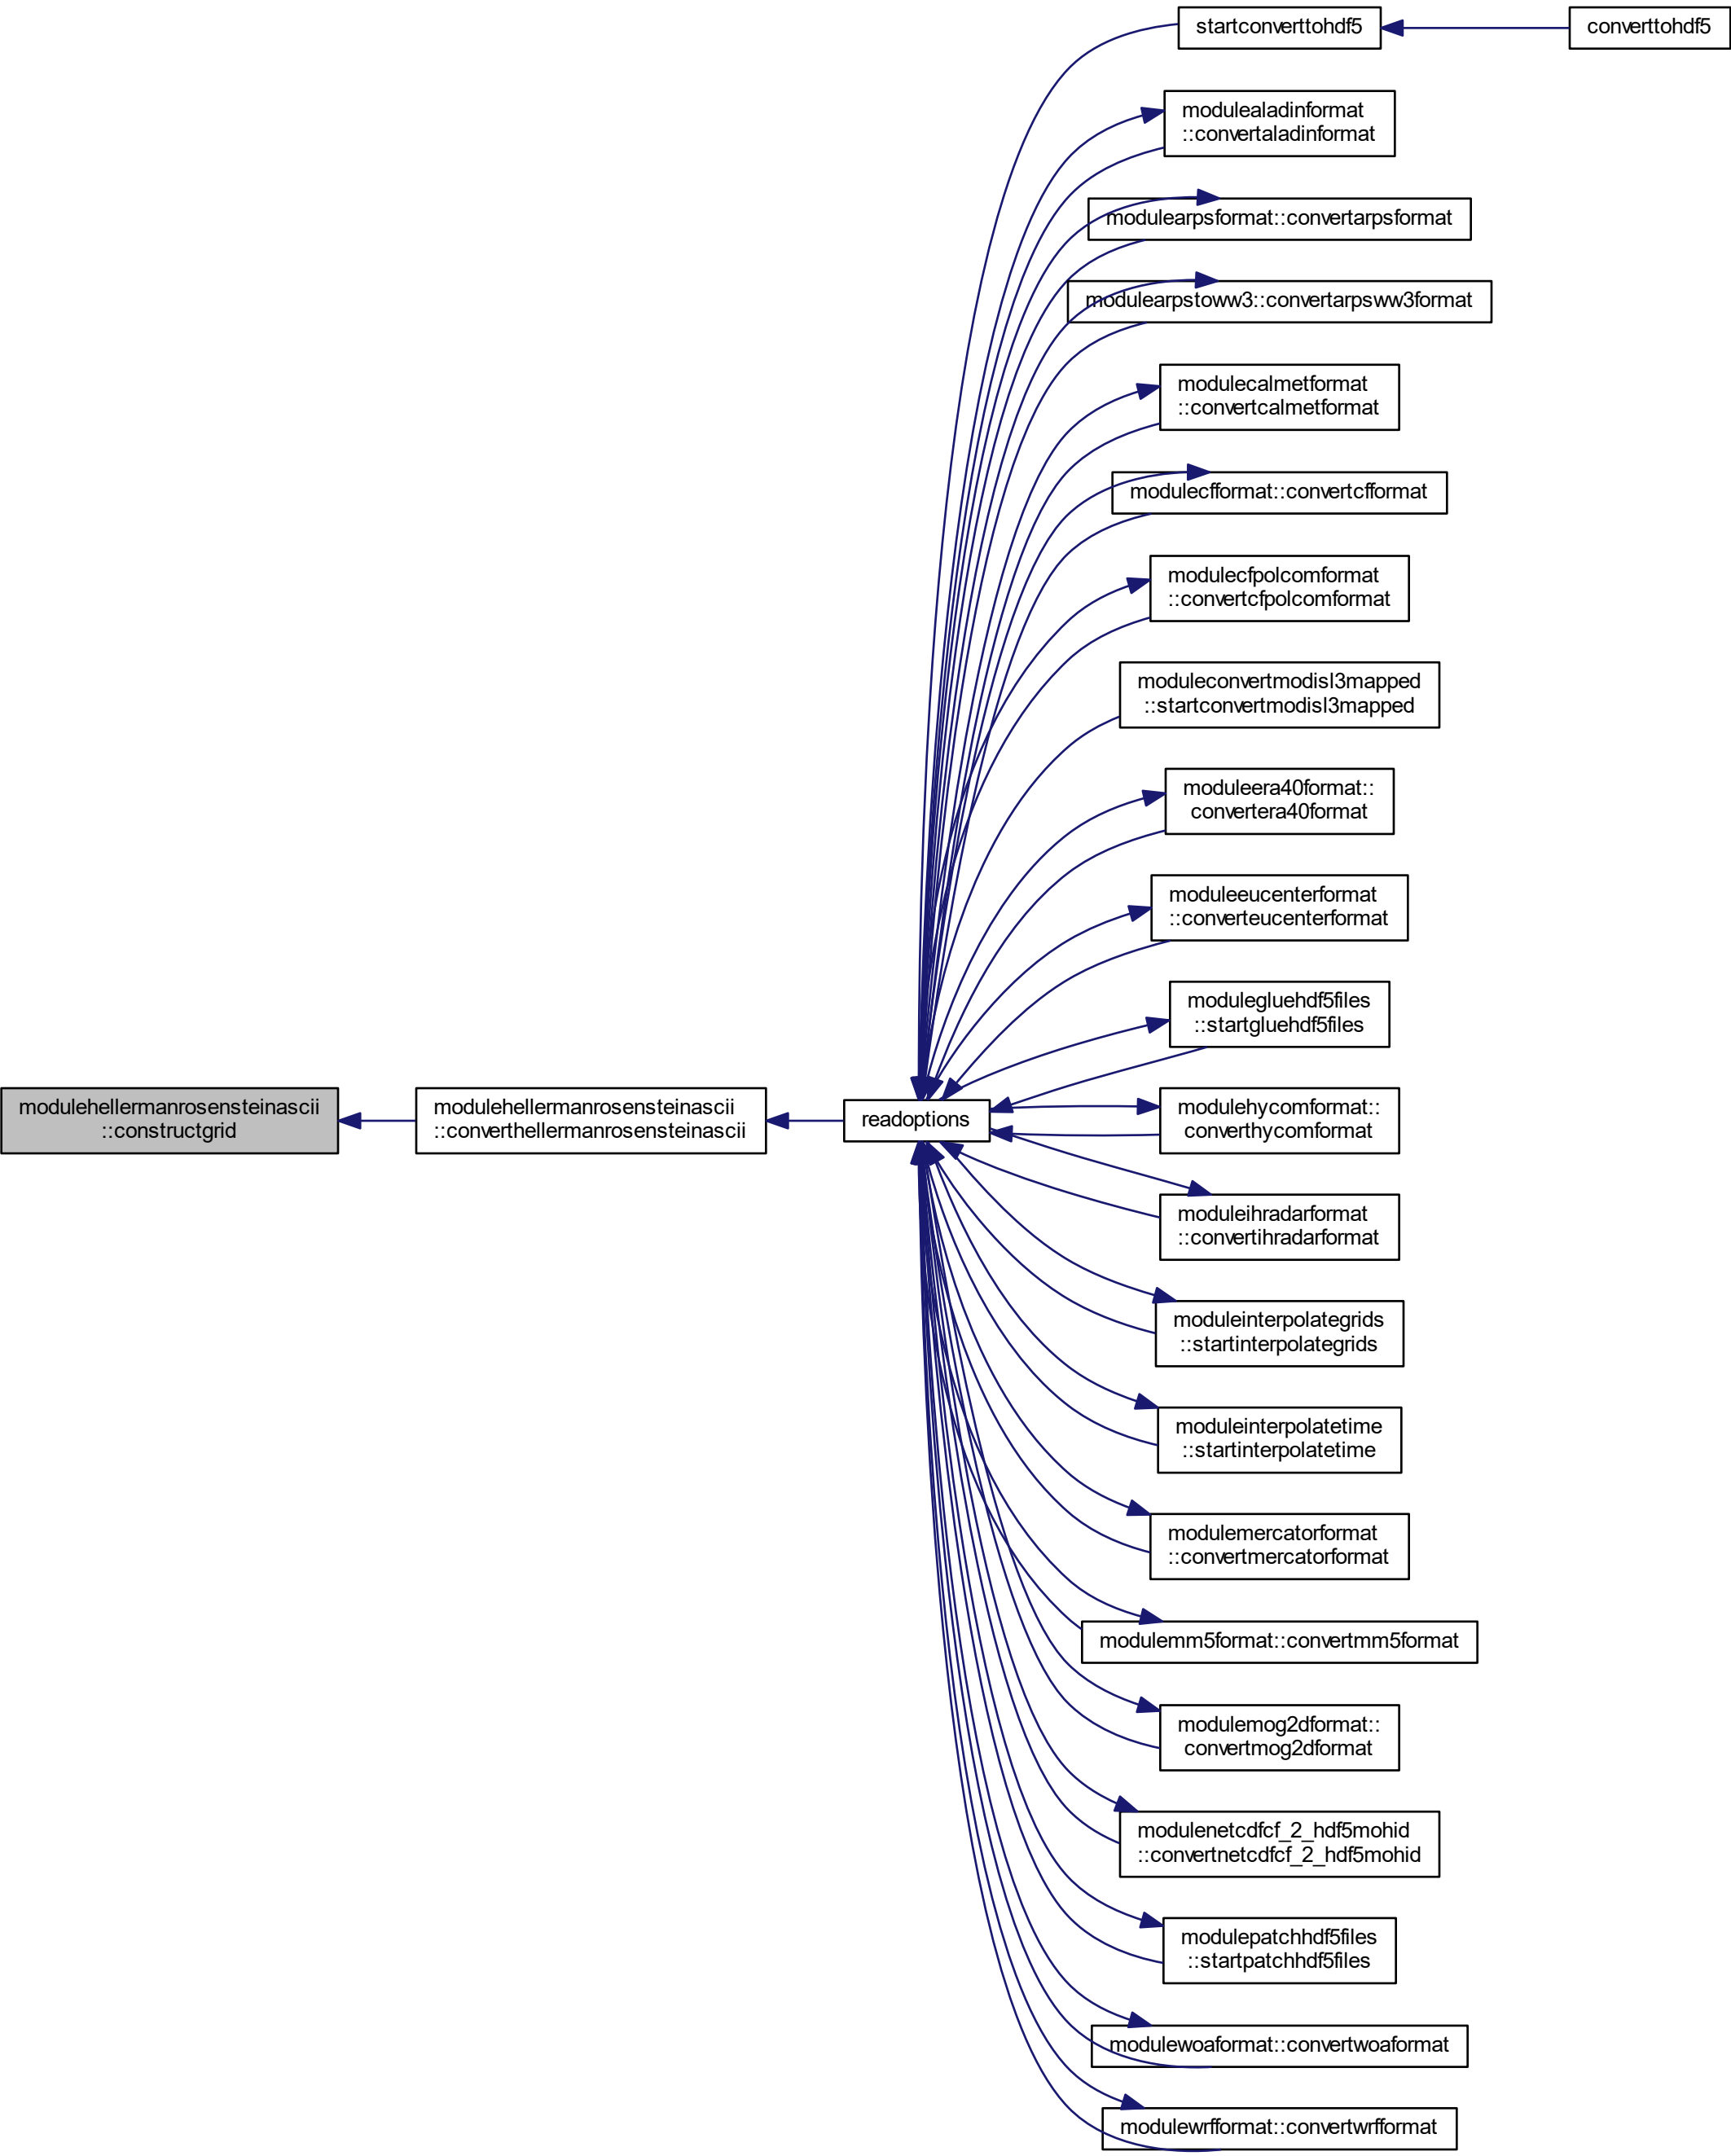 startconverttohdf5
converttohdf5
modulealadinformat
::convertaladinformat
modulearpsformat::convertarpsformat
modulearpstoww3::convertarpsww3format
modulecalmetformat
::convertcalmetformat
modulecfformat::convertcfformat
modulecfpolcomformat
::convertcfpolcomformat
moduleconvertmodisl3mapped
::startconvertmodisl3mapped
moduleera40format::
convertera40format
moduleeucenterformat
::converteucenterformat
modulegluehdf5files
::startgluehdf5files
modulehellermanrosensteinascii
::constructgrid
modulehellermanrosensteinascii
::converthellermanrosensteinascii
readoptions
modulehycomformat::
converthycomformat
moduleihradarformat
::convertihradarformat
moduleinterpolategrids
::startinterpolategrids
moduleinterpolatetime
::startinterpolatetime
modulemercatorformat
::convertmercatorformat
modulemm5format::convertmm5format
modulemog2dformat::
convertmog2dformat
modulenetcdfcf_2_hdf5mohid
::convertnetcdfcf_2_hdf5mohid
modulepatchhdf5files
::startpatchhdf5files
modulewoaformat::convertwoaformat
modulewrfformat::convertwrfformat